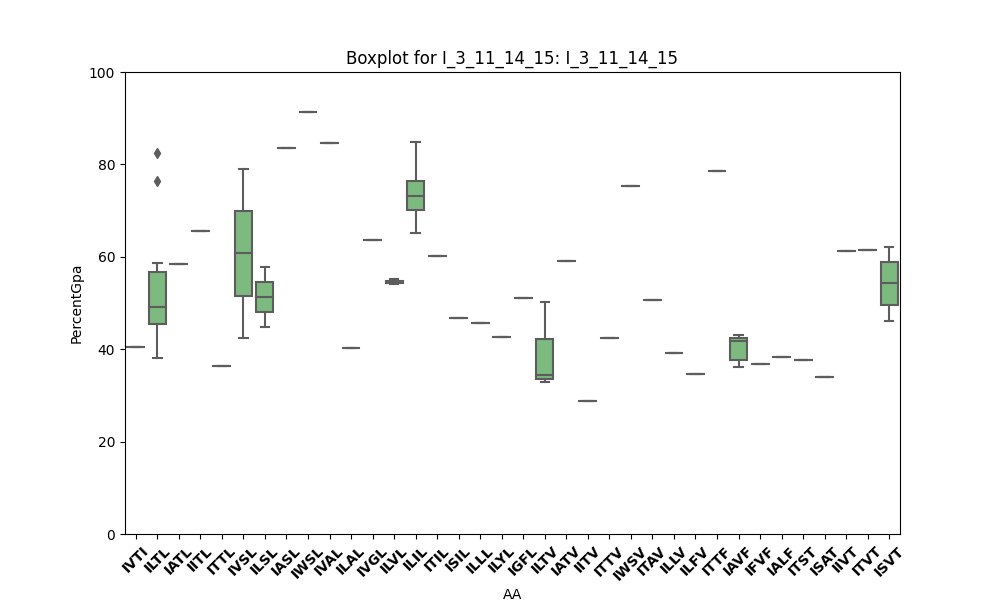 Boxplot for I_3_11_14_15: I_3_11_14_15
100
80
60
40
20
0
PercentGpa
IVTI
ILTL
IATL
IITL
ITTL
IVSL
ILSL
IASL
IWSL
IVAL
ILAL
IVGL
ILVL
ILIL
ITIL
ISIL
ILLL
ILYL
IGFL
ILTV
IATV
IITV
ITTV
IWSV
ITAV
ILLV
ILFV
ITTF
IAVF
IFVF
IALF
ITST
ISAT
IIVT
ITVT
ISVT
AA